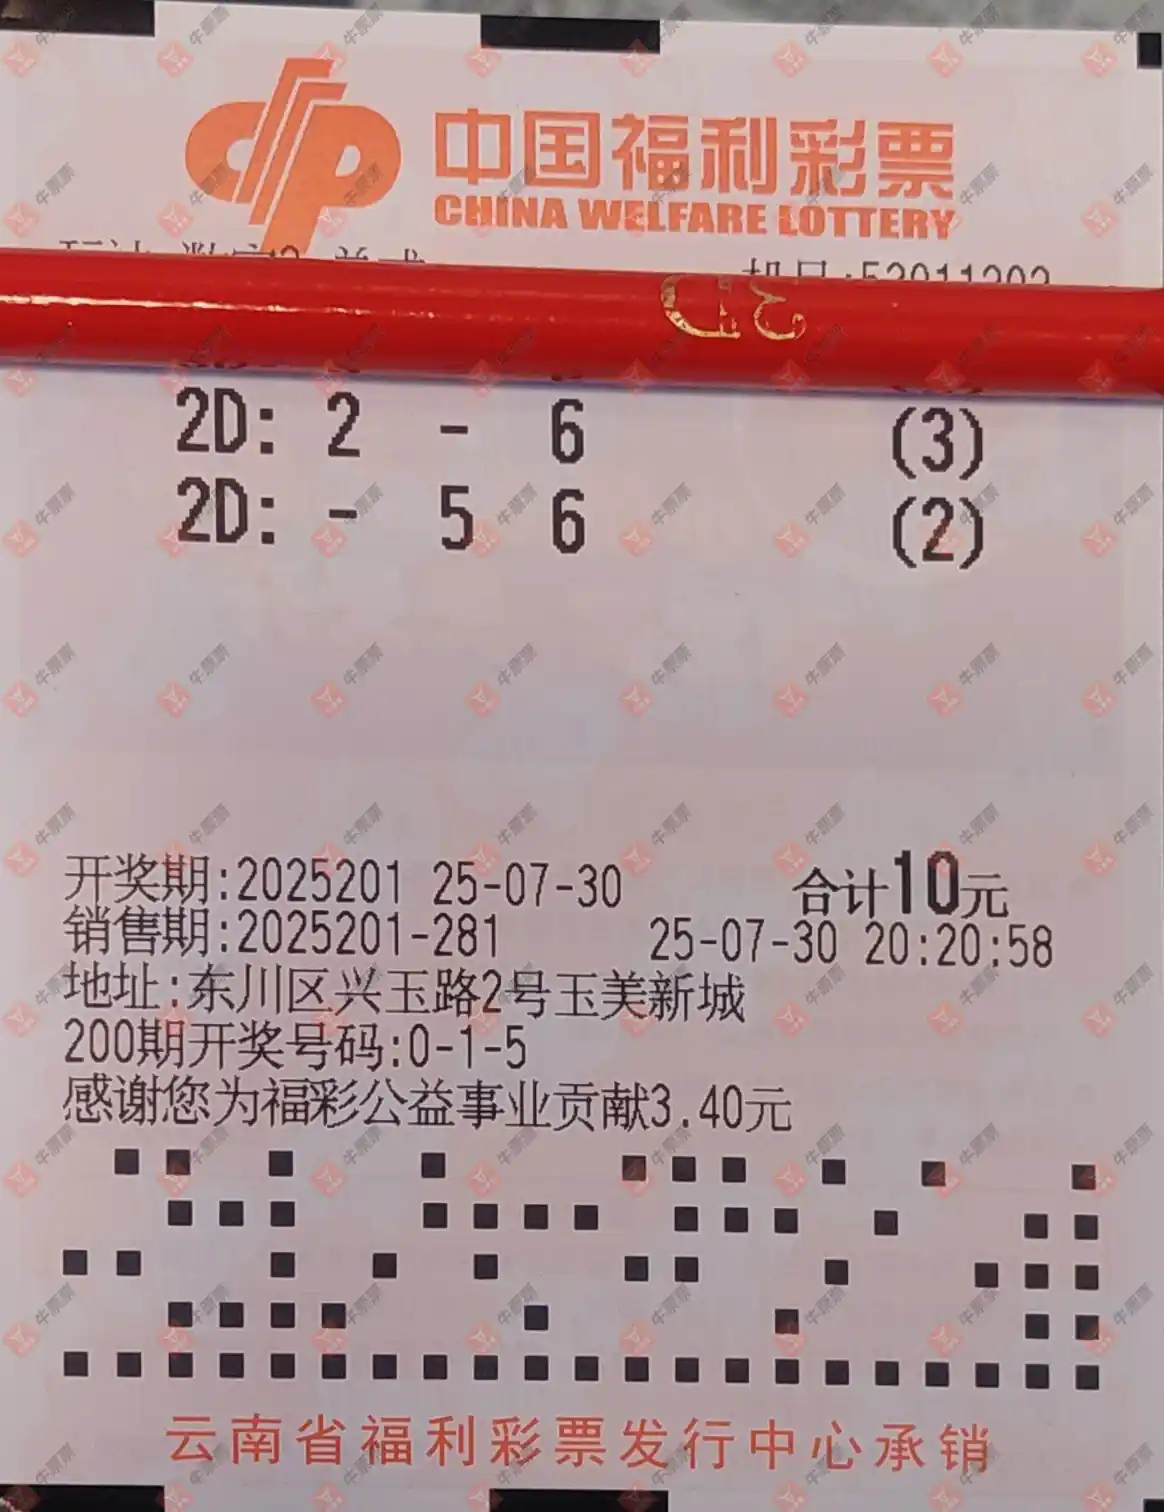 中国福利彩票
CHINA WELFARE LOTTERY
2D: 2 - 6 (3)
2D: - 5 6 (2)
开奖期:2025201 25-07-30 合计10元
销售期:2025201-281 25-07-30 20:20:58
地址:东川区兴玉路2号玉美新城
200期开奖号码:0-1-5
感谢您为福彩公益事业贡献3.40元
云南省福利彩票发行中心承销